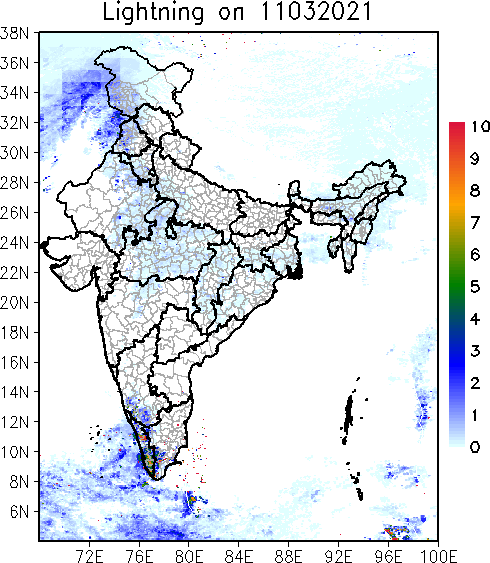 Lightning on 11032021
38N
36N
34N
32N
30N
28N
26N
24N
22N
20N
18N
16N
14N
12N
10N
8N
6N
72E 76E 80E 84E 88E 92E 96E 100E
10
9
8
7
6
5
4
3
2
1
0